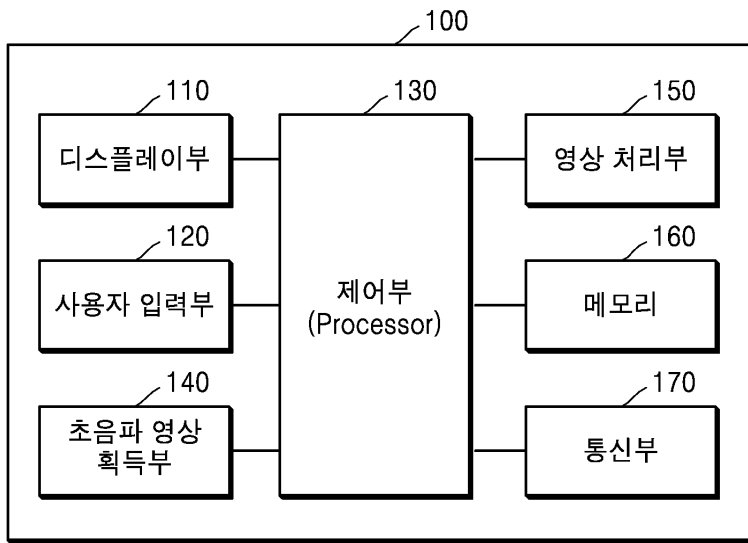 100
110
디스플레이부
120
사용자 입력부
140
초음파 영상
획득부
130
제어부
(Processor)
150
영상 처리부
160
메모리
170
통신부